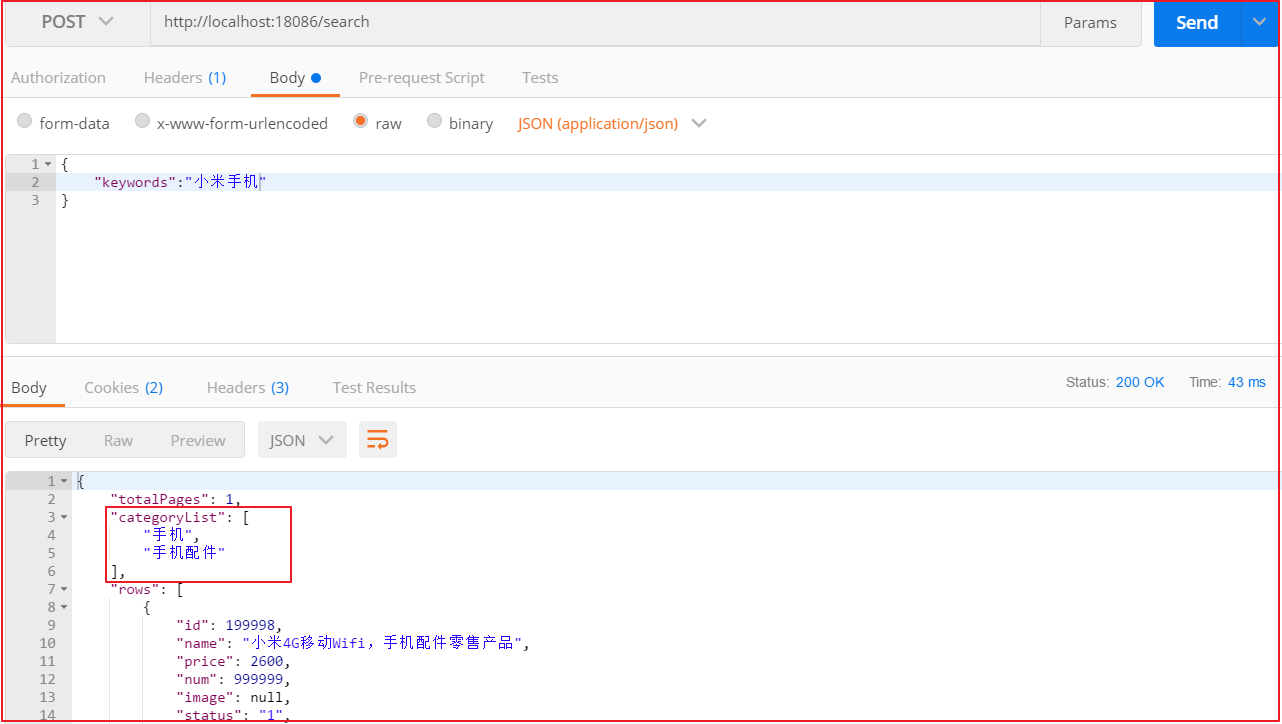 POST http://localhost:18086/search Params Send
Authorization Headers (1) Body Pre-request Script Tests
form-data x-www-form-urlencoded raw binary JSON (application/json)
1 {
2 "keywords":"小米手机"
3 }
Body Cookies (2) Headers (3) Test Results Status: 200 OK Time: 43 ms
Pretty Raw Preview JSON
1 {
2 "totalPages": 1,
3 "categoryList": [
4 "手机",
5 "手机配件"
6 ],
7 "rows": [
8 {
9 "id": 199998,
10 "name": "小米4G移动Wifi，手机配件零售产品",
11 "price": 2600,
12 "num": 999999,
13 "image": null,
14 "status": "1",